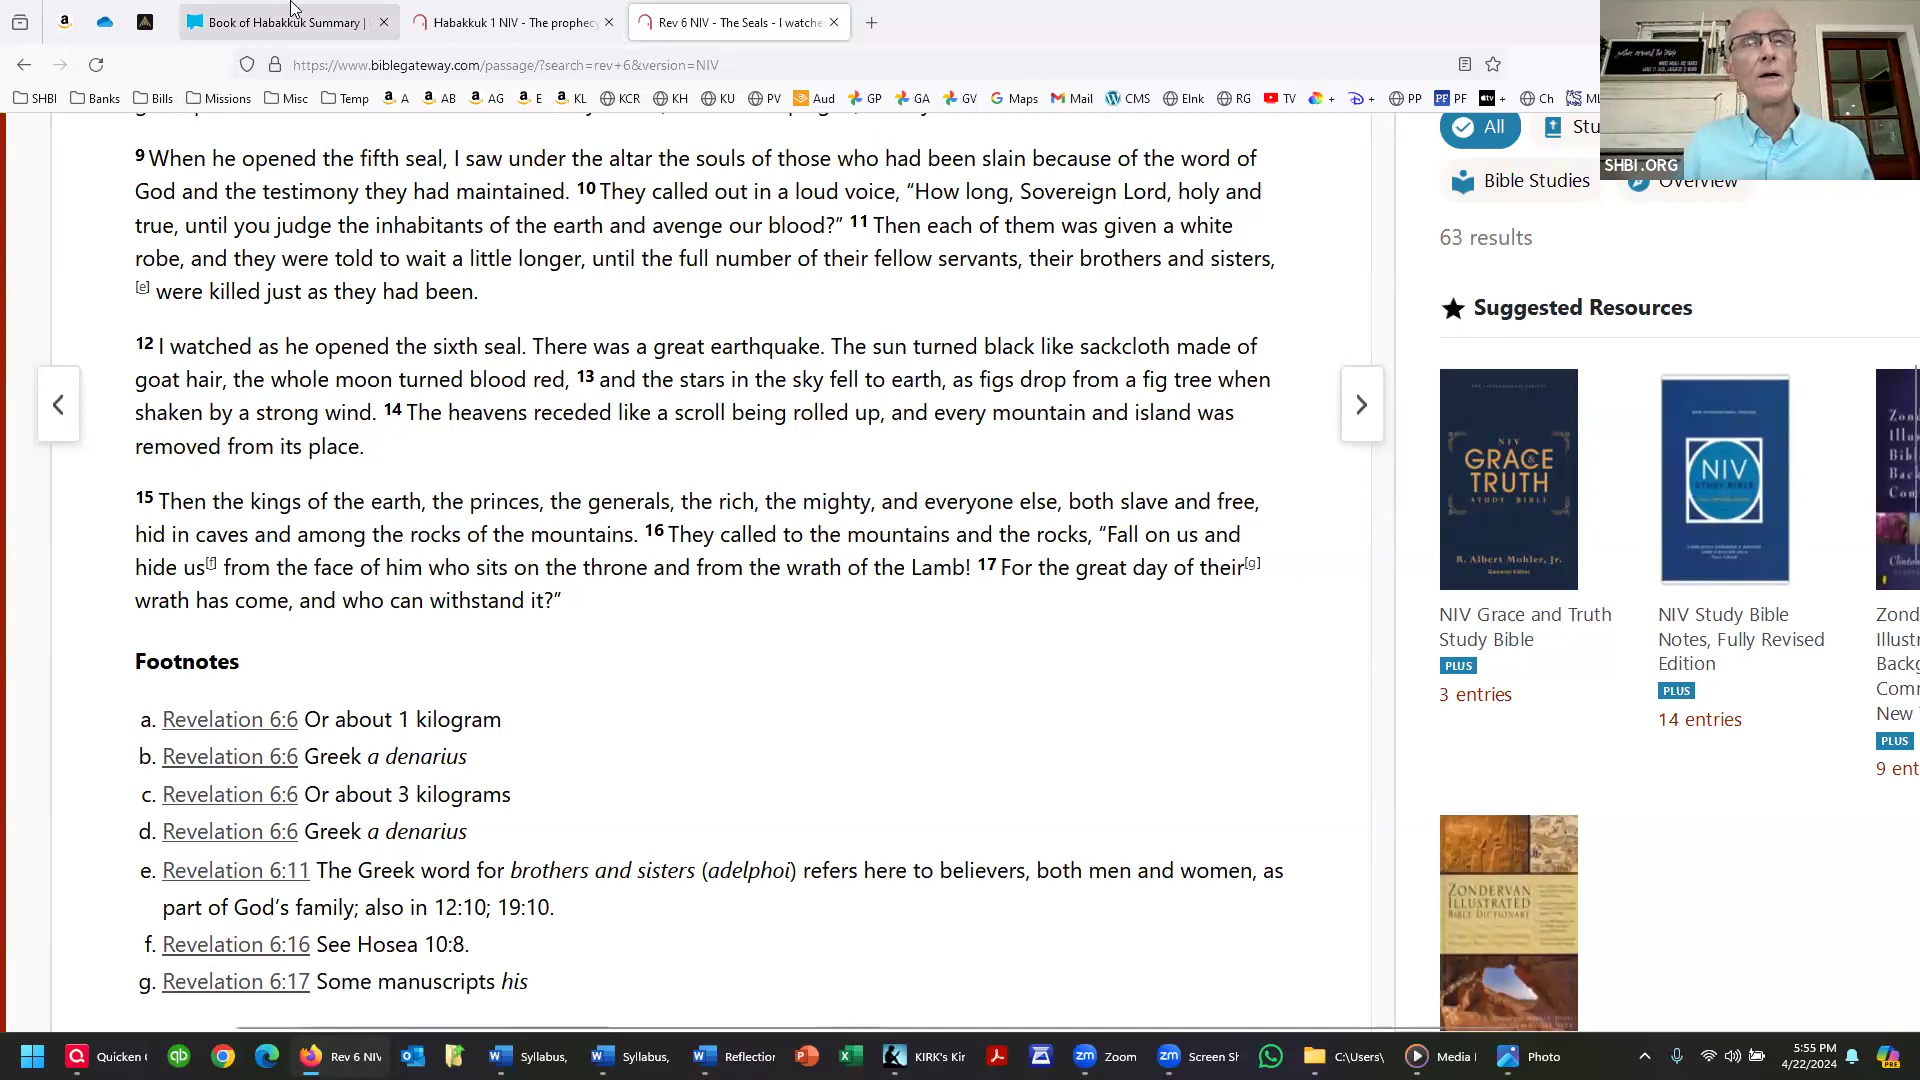 Book of Habakkuk Summary |
Habakkuk 1 NIV - The prophecy
Rev 6 NIV - The Seals - I watche
https://www.biblegateway.com/passage/?search=rev+6&version=NIV
SHBI
Banks
Bills
Missions
Misc
Temp
A
AB
AG
E
KL
KCR
KH
KU
PV
Aud
GP
GA
GV
Maps
Mail
CMS
EInk
RG
TV
+
+
PP
PF
+
Ch
SHBI.ORG
All
Stu
Bible Studies
Overview
63 results
Suggested Resources
9 When he opened the fifth seal, I saw under the altar the souls of those who had been slain because of the word of
God and the testimony they had maintained. 10 They called out in a loud voice, “How long, Sovereign Lord, holy and
true, until you judge the inhabitants of the earth and avenge our blood?” 11 Then each of them was given a white
robe, and they were told to wait a little longer, until the full number of their fellow servants, their brothers and sisters,
[e] were killed just as they had been.
12 I watched as he opened the sixth seal. There was a great earthquake. The sun turned black like sackcloth made of
goat hair, the whole moon turned blood red, 13 and the stars in the sky fell to earth, as figs drop from a fig tree when
shaken by a strong wind. 14 The heavens receded like a scroll being rolled up, and every mountain and island was
removed from its place.
15 Then the kings of the earth, the princes, the generals, the rich, the mighty, and everyone else, both slave and free,
hid in caves and among the rocks of the mountains. 16 They called to the mountains and the rocks, “Fall on us and
hide us[f] from the face of him who sits on the throne and from the wrath of the Lamb! 17 For the great day of their[g]
wrath has come, and who can withstand it?”
Footnotes
a. Revelation 6:6 Or about 1 kilogram
b. Revelation 6:6 Greek a denarius
c. Revelation 6:6 Or about 3 kilograms
d. Revelation 6:6 Greek a denarius
e. Revelation 6:11 The Greek word for brothers and sisters (adelphoi) refers here to believers, both men and women, as
part of God’s family; also in 12:10; 19:10.
f. Revelation 6:16 See Hosea 10:8.
g. Revelation 6:17 Some manuscripts his
NIV
GRACE
&
TRUTH
STUDY BIBLE
R. Albert Mohler, Jr.
NIV
STUDY BIBLE
NIV Grace and Truth
Study Bible
PLUS
3 entries
NIV Study Bible
Notes, Fully Revised
Edition
PLUS
14 entries
Zond
Illustr
Backg
Comr
New
PLUS
9 ent
ZONDERVAN
ILLUSTRATED
BIBLE DICTIONARY
Quicken
Rev 6 NIV
Syllabus,
Syllabus,
Reflection
KIRK's Kir
Zoom
Screen Sh
C:\Users\
Media
Photo
5:55 PM
4/22/2024